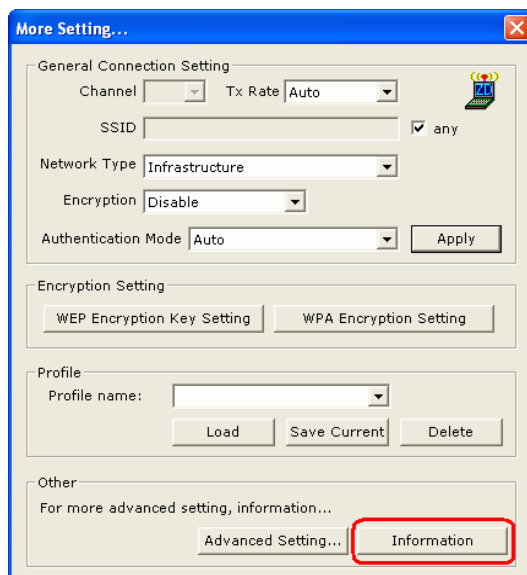 More Setting...
General Connection Setting
Channel Tx Rate Auto
SSID any
Network Type Infrastructure
Encryption Disable
Authentication Mode Auto Apply
Encryption Setting
WEP Encryption Key Setting WPA Encryption Setting
Profile
Profile name:
Load Save Current Delete
Other
For more advanced setting, information...
Advanced Setting... Information
ZD